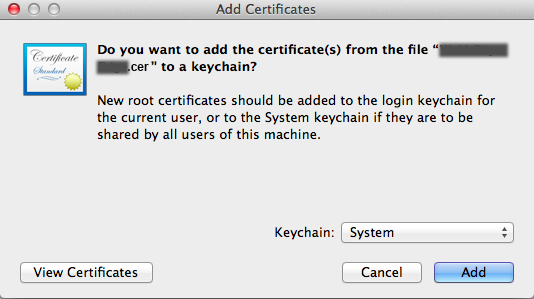 Add Certificates
Certificate
Standard
Do you want to add the certificate(s) from the file “
.cer” to a keychain?
New root certificates should be added to the login keychain for
the current user, or to the System keychain if they are to be
shared by all users of this machine.
Keychain: System
View Certificates Cancel Add